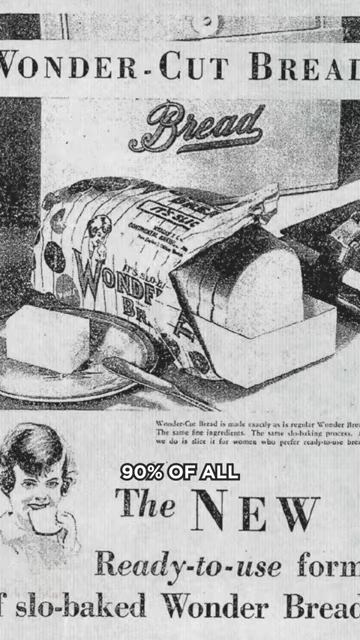 WONDER-CUT BREAD
Bread
IT'S SLO B
WONDE
BR
Wonder-Cut Bread is made exactly as is regular Wonder Brea
The same fine ingredients. The same slo-baking process.
we do is slice it for women who prefer ready-to-use brea
90% OF ALL
The NEW
Ready-to-use form
f slo-baked Wonder Bread